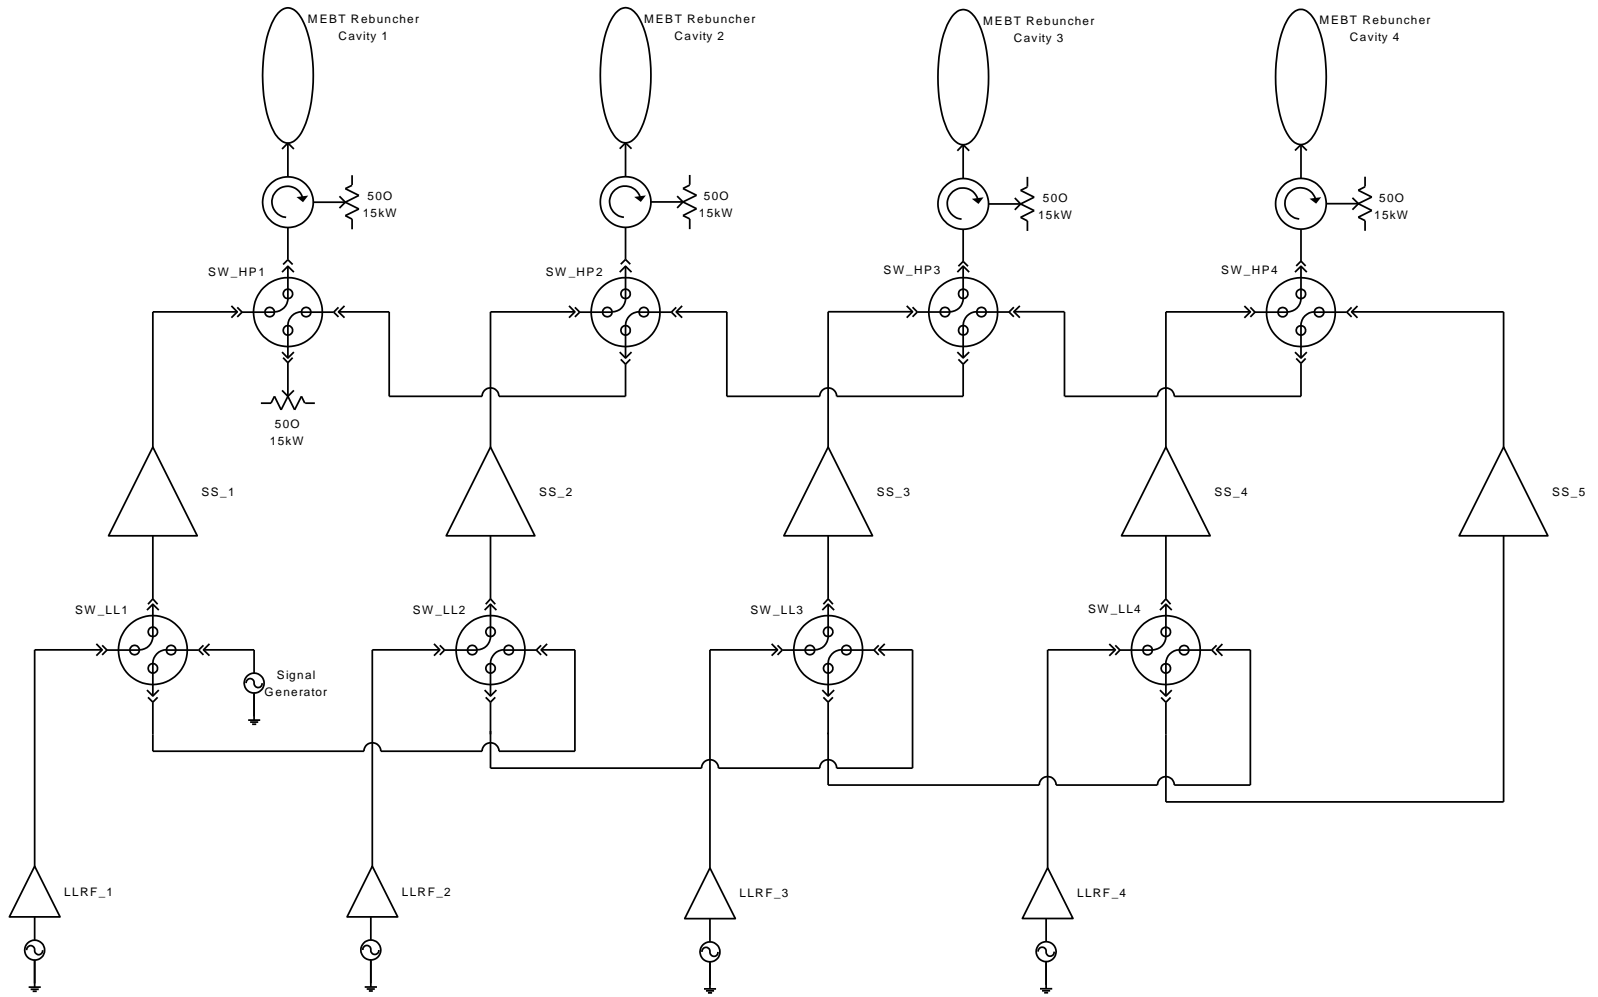 MEBT Rebuncher
Cavity 1
MEBT Rebuncher
Cavity 2
MEBT Rebuncher
Cavity 3
MEBT Rebuncher
Cavity 4
50O
15kW
50O
15kW
50O
15kW
50O
15kW
SW_HP1
SW_HP2
SW_HP3
SW_HP4
50O
15kW
SS_1
SS_2
SS_3
SS_4
SS_5
SW_LL1
SW_LL2
SW_LL3
SW_LL4
Signal
Generator
LLRF_1
LLRF_2
LLRF_3
LLRF_4